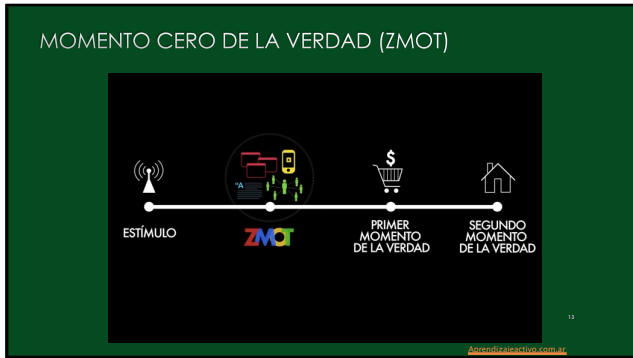 MOMENTO CERO DE LA VERDAD (ZMOT)
$
"A
ESTÍMULO
ZMOT
PRIMER
MOMENTO
DE LA VERDAD
SEGUNDO
MOMENTO
DE LA VERDAD
13
Aprendizajeactivo.com.ar